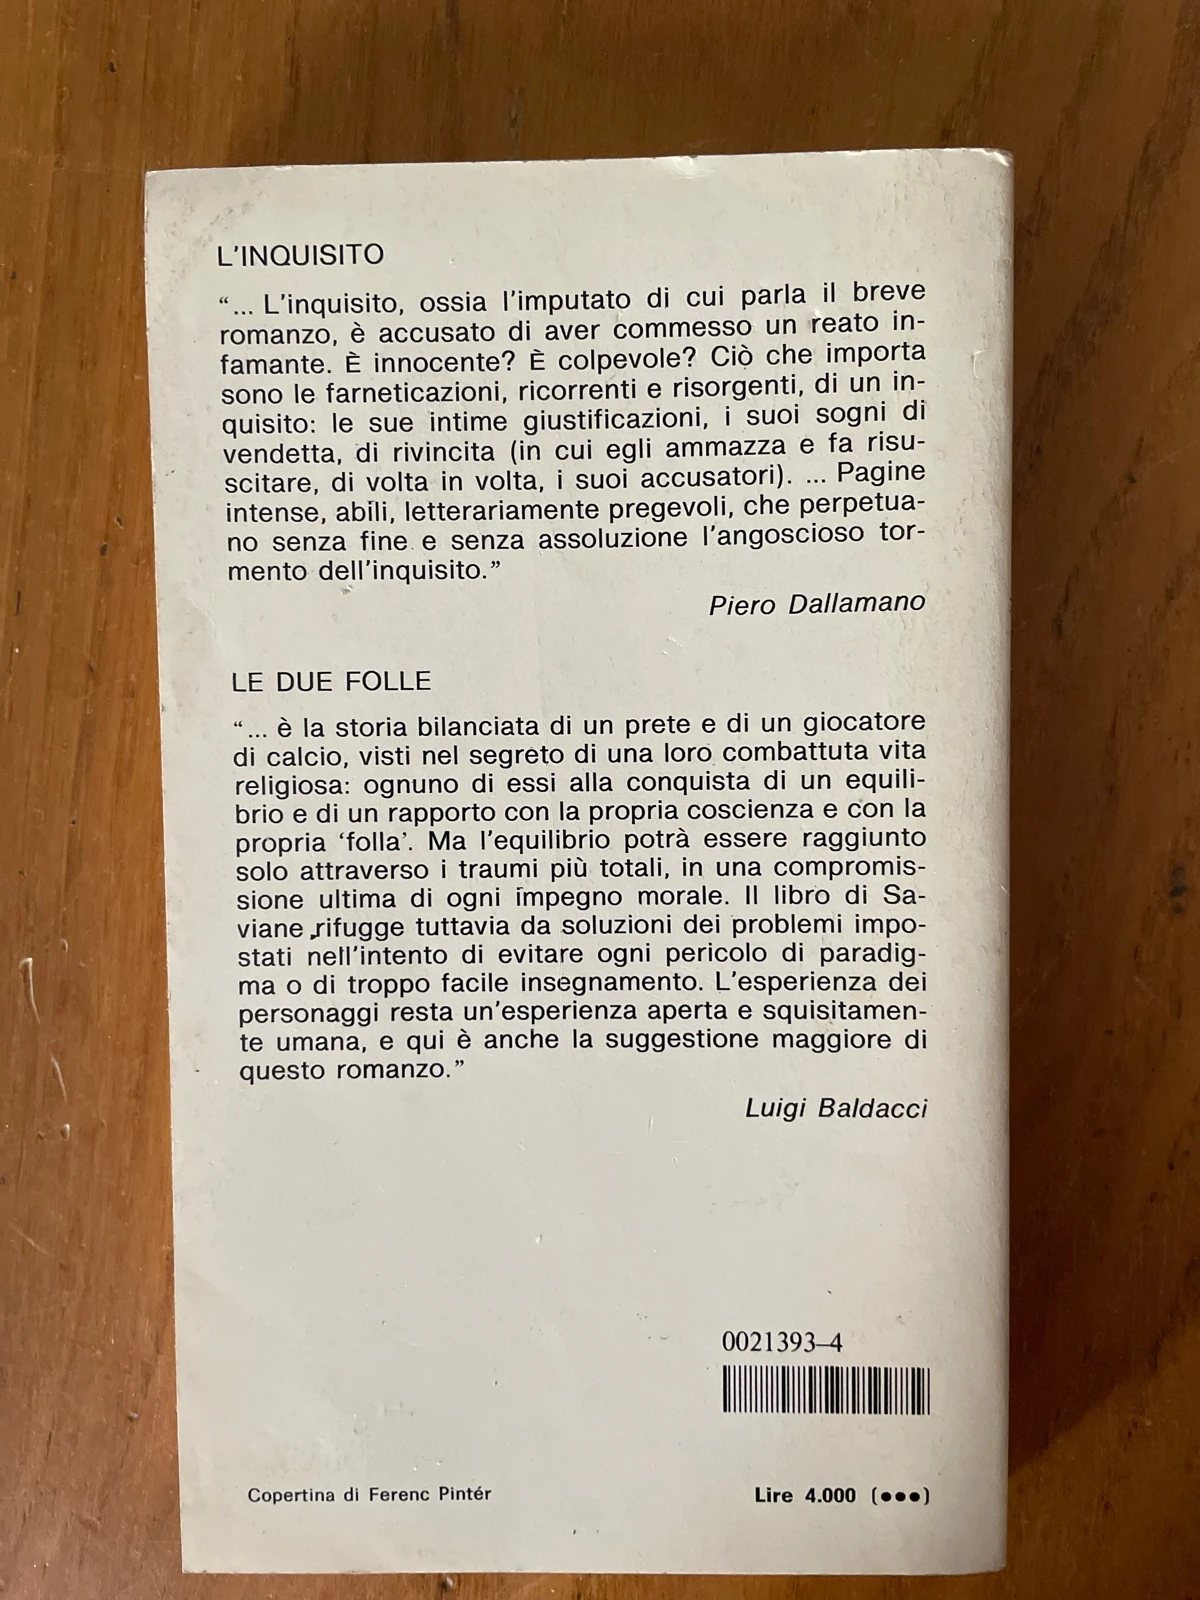 L'INQUISITO
“... L'inquisito, ossia l'imputato di cui parla il breve
romanzo, è accusato di aver commesso un reato in-
famante. È innocente? È colpevole? Ciò che importa
sono le farneticazioni, ricorrenti e risorgenti, di un in-
quisito: le sue intime giustificazioni, i suoi sogni di
vendetta, di rivincita (in cui egli ammazza e fa risu-
scitare, di volta in volta, i suoi accusatori). ... Pagine
intense, abili, letterariamente pregevoli, che perpetua-
no senza fine e senza assoluzione l'angoscioso tor-
mento dell'inquisito.”
Piero Dallamano
LE DUE FOLLE
“... è la storia bilanciata di un prete e di un giocatore
di calcio, visti nel segreto di una loro combattuta vita
religiosa: ognuno di essi alla conquista di un equili-
brio e di un rapporto con la propria coscienza e con la
propria ‘folla’. Ma l'equilibrio potrà essere raggiunto
solo attraverso i traumi più totali, in una compromis-
sione ultima di ogni impegno morale. Il libro di Sa-
viane rifugge tuttavia da soluzioni dei problemi impo-
stati nell'intento di evitare ogni pericolo di paradig-
ma o di troppo facile insegnamento. L'esperienza dei
personaggi resta un'esperienza aperta e squisitamen-
te umana, e qui è anche la suggestione maggiore di
questo romanzo.”
Luigi Baldacci
0021393–4
Copertina di Ferenc Pintér
Lire 4.000 (●●●)